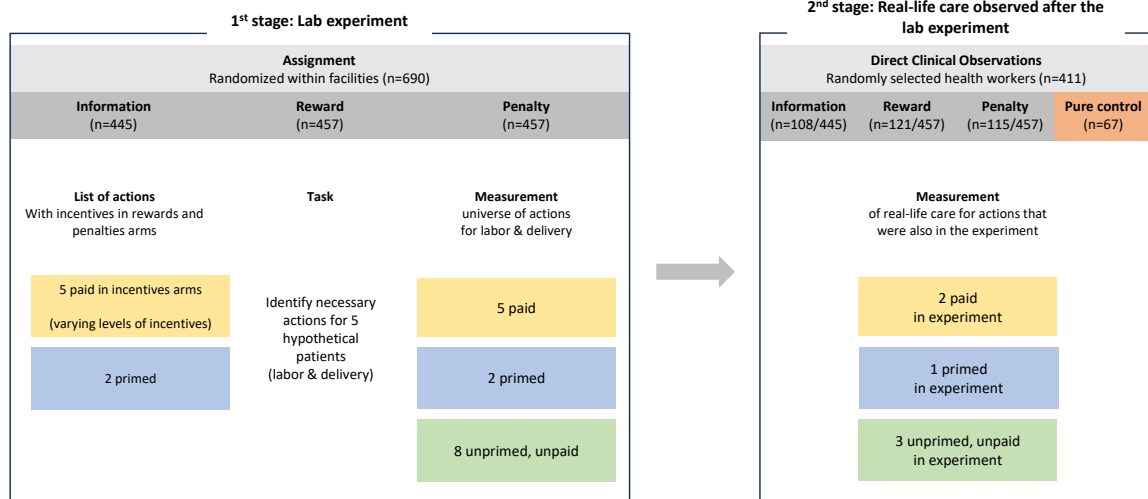 1st stage: Lab experiment
Assignment
Randomized within facilities (n=690)
Information
(n=445)
Reward
(n=457)
Penalty
(n=457)
List of actions
With incentives in rewards and
penalties arms
Task
Measurement
universe of actions
for labor & delivery
5 paid in incentives arms
(varying levels of incentives)
2 primed
Identify necessary
actions for 5
hypothetical
patients
(labor & delivery)
5 paid
2 primed
8 unprimed, unpaid
2nd stage: Real-life care observed after the
lab experiment
Direct Clinical Observations
Randomly selected health workers (n=411)
Information
(n=108/445)
Reward
(n=121/457)
Penalty
(n=115/457)
Pure control
(n=67)
Measurement
of real-life care for actions that
were also in the experiment
2 paid
in experiment
1 primed
in experiment
3 unprimed, unpaid
in experiment